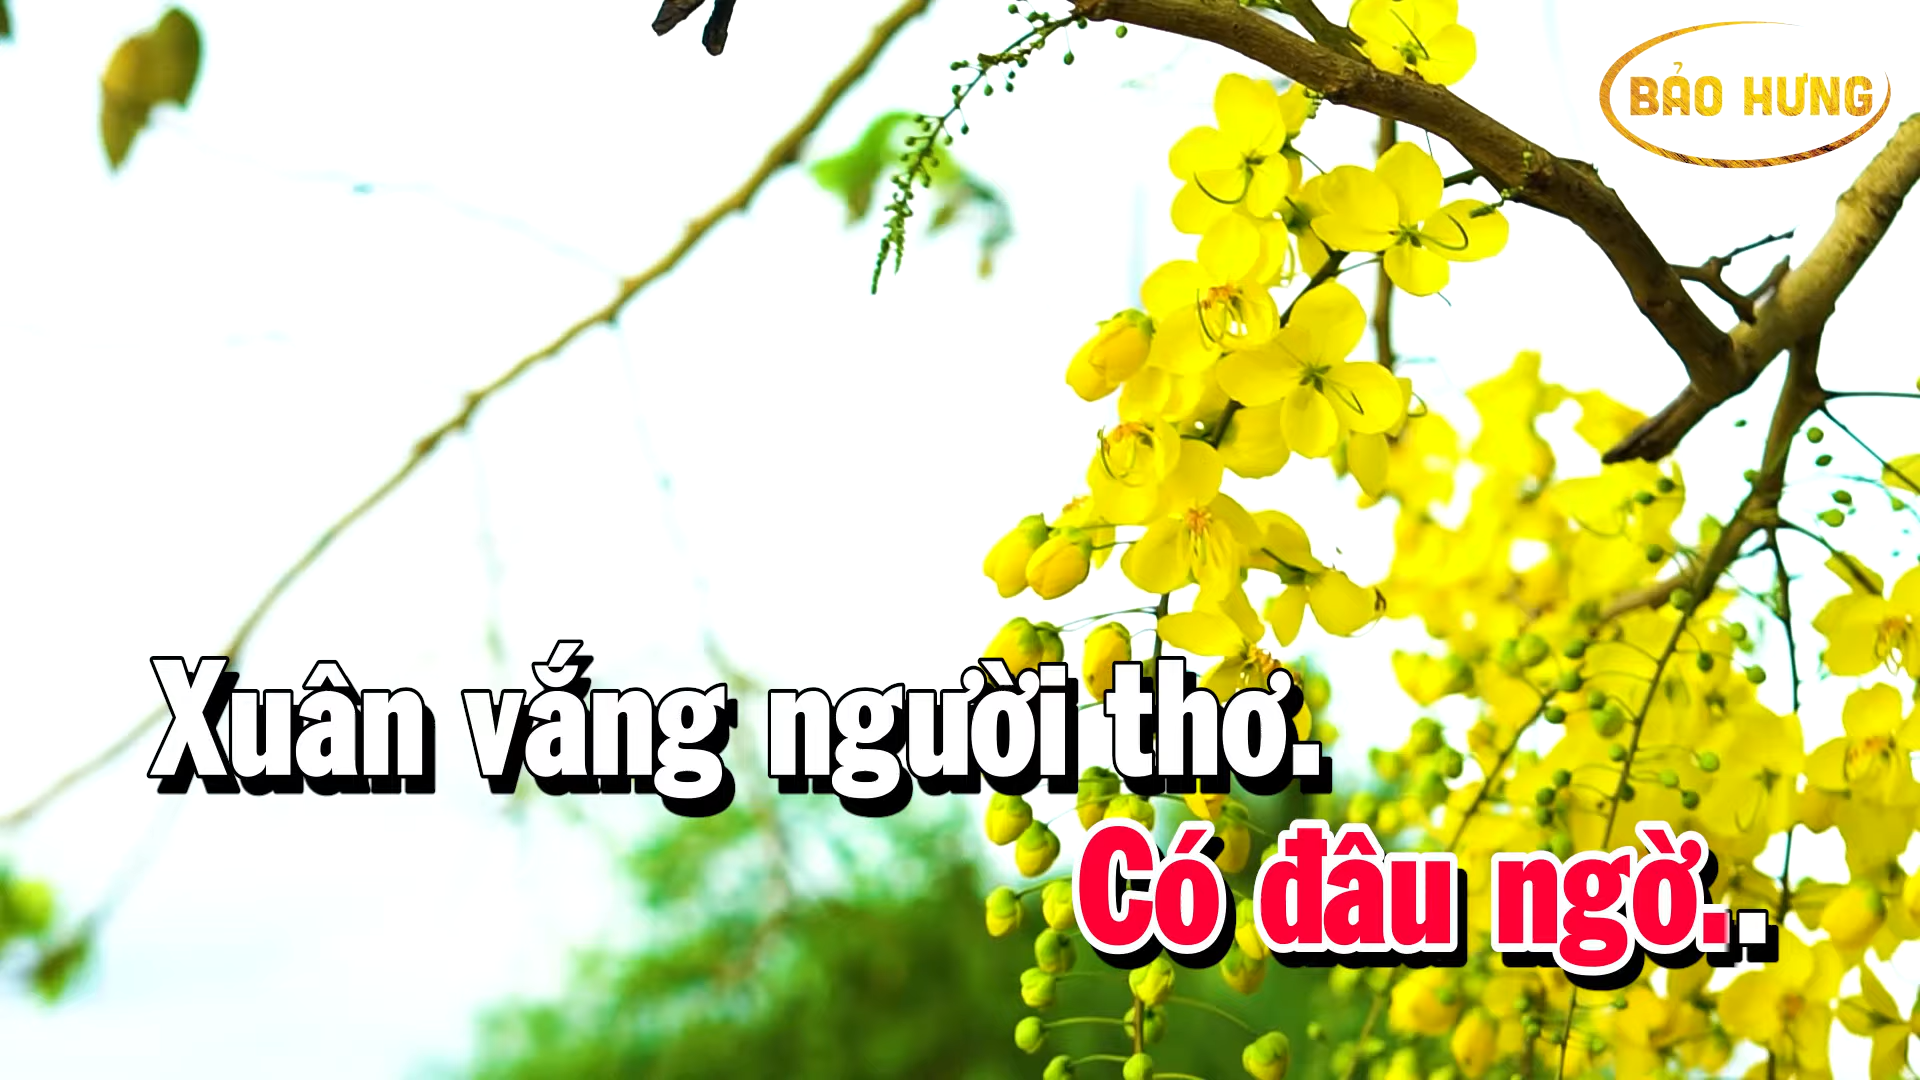 BẢO HƯNG
Xuân vắng người thơ.
Có đâu ngờ..